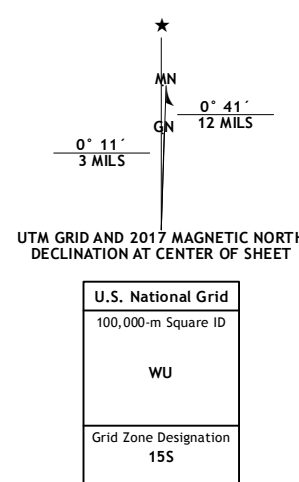 ★
MN
GN
0° 41´
12 MILS
0° 11´
3 MILS
UTM GRID AND 2017 MAGNETIC NORTH
DECLINATION AT CENTER OF SHEET
U.S. National Grid
100,000-m Square ID
WU
Grid Zone Designation
15S